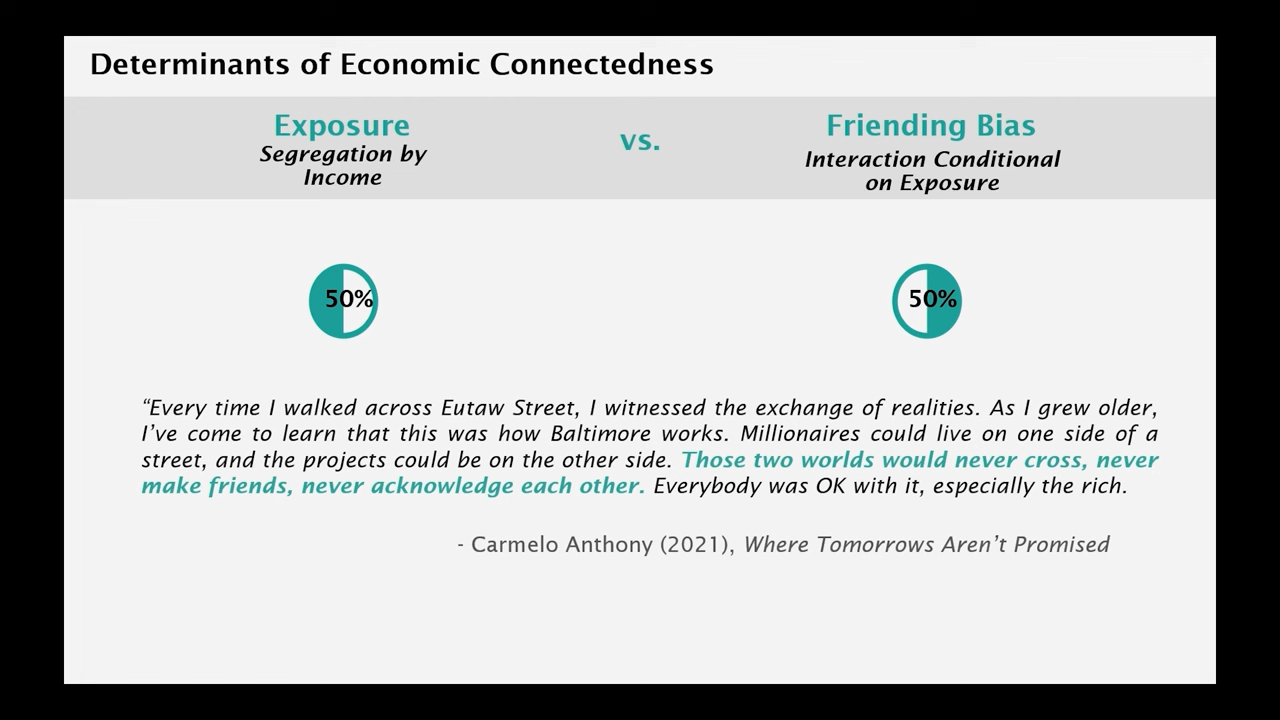 Determinants of Economic Connectedness
Exposure
Segregation by
Income
vs.
Friending Bias
Interaction Conditional
on Exposure
50%
50%
“Every time I walked across Eutaw Street, I witnessed the exchange of realities. As I grew older,
I’ve come to learn that this was how Baltimore works. Millionaires could live on one side of a
street, and the projects could be on the other side. Those two worlds would never cross, never
make friends, never acknowledge each other. Everybody was OK with it, especially the rich.
- Carmelo Anthony (2021), Where Tomorrows Aren’t Promised